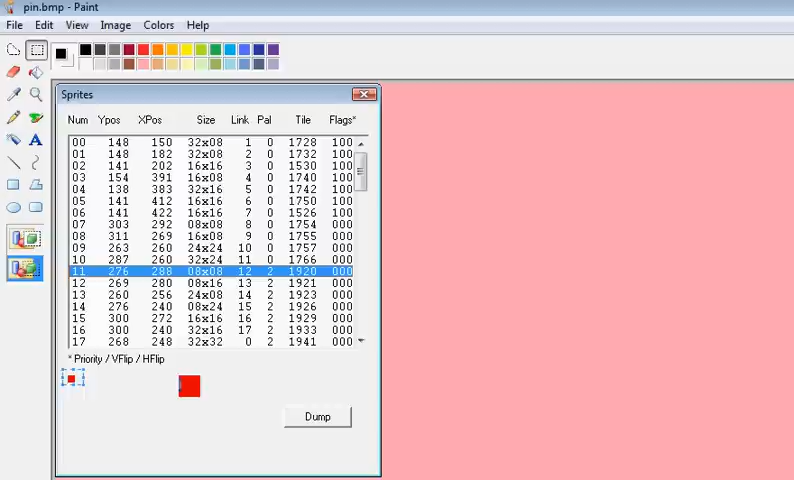 pin.bmp - Paint
File Edit View Image Colors Help
Sprites
Num Ypos XPos Size Link Pal Tile Flags*
00 148 150 32x08 1 0 1728 100
01 148 182 32x08 2 0 1732 100
02 141 202 16x16 3 0 1530 100
03 154 391 16x08 4 0 1740 100
04 138 383 32x16 5 0 1742 100
05 141 412 16x16 6 0 1750 100
06 141 422 16x16 7 0 1526 100
07 303 292 08x08 8 0 1754 000
08 311 269 16x08 9 0 1755 000
09 263 260 24x24 10 0 1757 000
10 287 260 32x24 11 0 1766 000
11 276 288 08x08 12 2 1920 000
12 269 280 08x16 13 2 1921 000
13 260 256 24x08 14 2 1923 000
14 276 240 08x24 15 2 1926 000
15 300 272 16x16 16 2 1929 000
16 300 240 32x16 17 2 1933 000
17 268 248 32x32 0 2 1941 000
* Priority / VFlip / HFlip
Dump